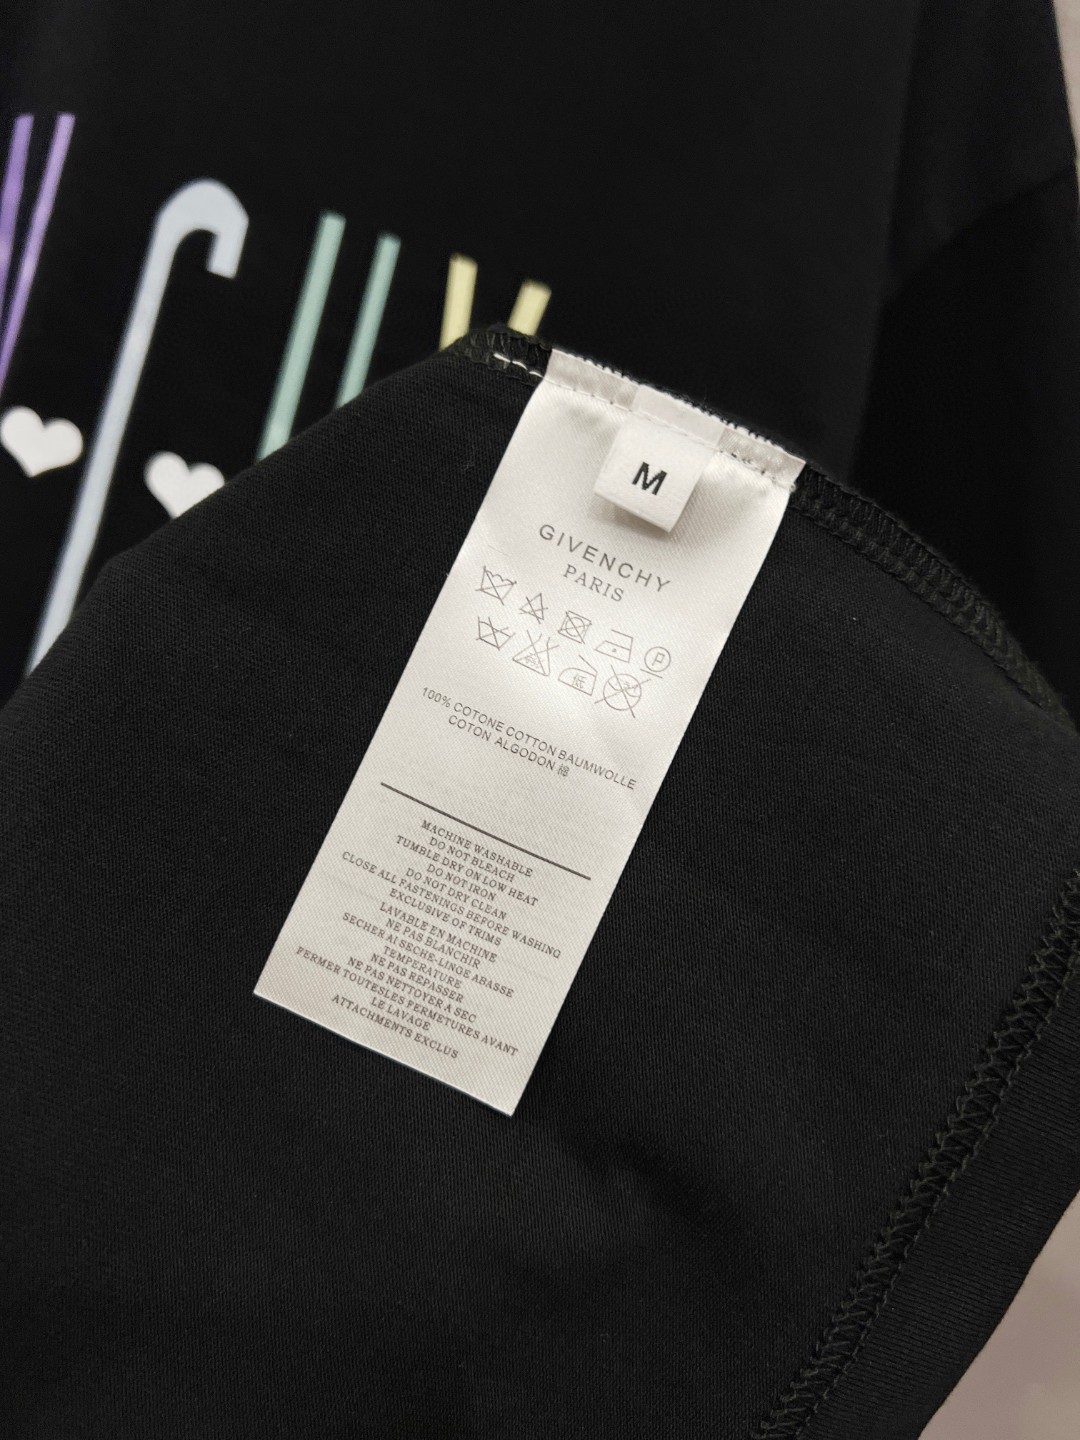 M
GIVENCHY
PARIS
P
低
100% COTONE COTTON BAUMWOLLE
COTON ALGODON 棉
MACHINE WASHABLE
DO NOT BLEACH
TUMBLE DRY ON LOW HEAT
DO NOT IRON
DO NOT DRY CLEAN
CLOSE ALL FASTENINGS BEFORE WASHING
EXCLUSIVE OF TRIMS
LAVABLE EN MACHINE
NE PAS BLANCHIR
SECHER AI SECHE-LINGE ABASSE
TEMPERATURE
NE PAS REPASSER
NE PAS NETTOYER A SEC
FERMER TOUTESLES FERMETURES AVANT
LE LAVAGE
ATTACHMENTS EXCLUS